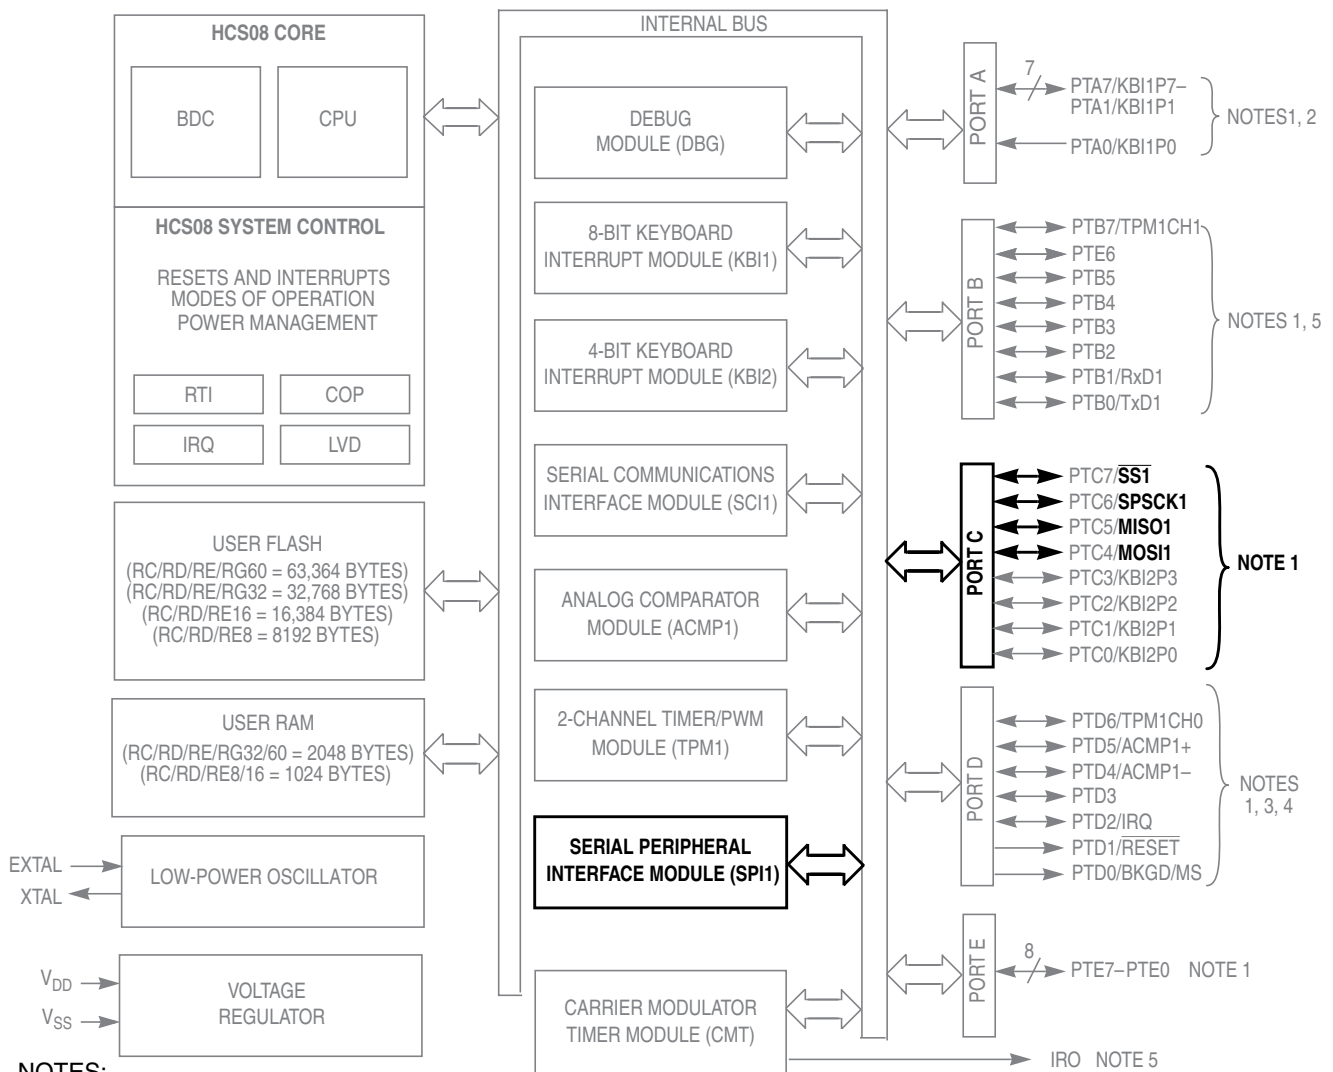 HCS08 CORE
BDC
CPU
HCS08 SYSTEM CONTROL
RESETS AND INTERRUPTS
MODES OF OPERATION
POWER MANAGEMENT
RTI
COP
IRQ
LVD
USER FLASH
(RC/RD/RE/RG60 = 63,364 BYTES)
(RC/RD/RE/RG32 = 32,768 BYTES)
(RC/RD/RE16 = 16,384 BYTES)
(RC/RD/RE8 = 8192 BYTES)
USER RAM
(RC/RD/RE/RG32/60 = 2048 BYTES)
(RC/RD/RE8/16 = 1024 BYTES)
EXTAL
XTAL
LOW-POWER OSCILLATOR
VDD
VSS
VOLTAGE
REGULATOR
NOTES:
INTERNAL BUS
DEBUG
MODULE (DBG)
8-BIT KEYBOARD
INTERRUPT MODULE (KBI1)
4-BIT KEYBOARD
INTERRUPT MODULE (KBI2)
SERIAL COMMUNICATIONS
INTERFACE MODULE (SCI1)
ANALOG COMPARATOR
MODULE (ACMP1)
2-CHANNEL TIMER/PWM
MODULE (TPM1)
SERIAL PERIPHERAL
INTERFACE MODULE (SPI1)
CARRIER MODULATOR
TIMER MODULE (CMT)
PORT A
7
PTA7/KBI1P7–
PTA1/KBI1P1
PTA0/KBI1P0
NOTES1, 2
PORT B
PTB7/TPM1CH1
PTE6
PTB5
PTB4
PTB3
PTB2
PTB1/RxD1
PTB0/TxD1
NOTES 1, 5
PORT C
PTC7/SS1
PTC6/SPSCK1
PTC5/MISO1
PTC4/MOSI1
PTC3/KBI2P3
PTC2/KBI2P2
PTC1/KBI2P1
PTC0/KBI2P0
NOTE 1
PORT D
PTD6/TPM1CH0
PTD5/ACMP1+
PTD4/ACMP1–
PTD3
PTD2/IRQ
PTD1/RESET
PTD0/BKGD/MS
NOTES
1, 3, 4
PORT E
8
PTE7–PTE0 NOTE 1
IRO NOTE 5